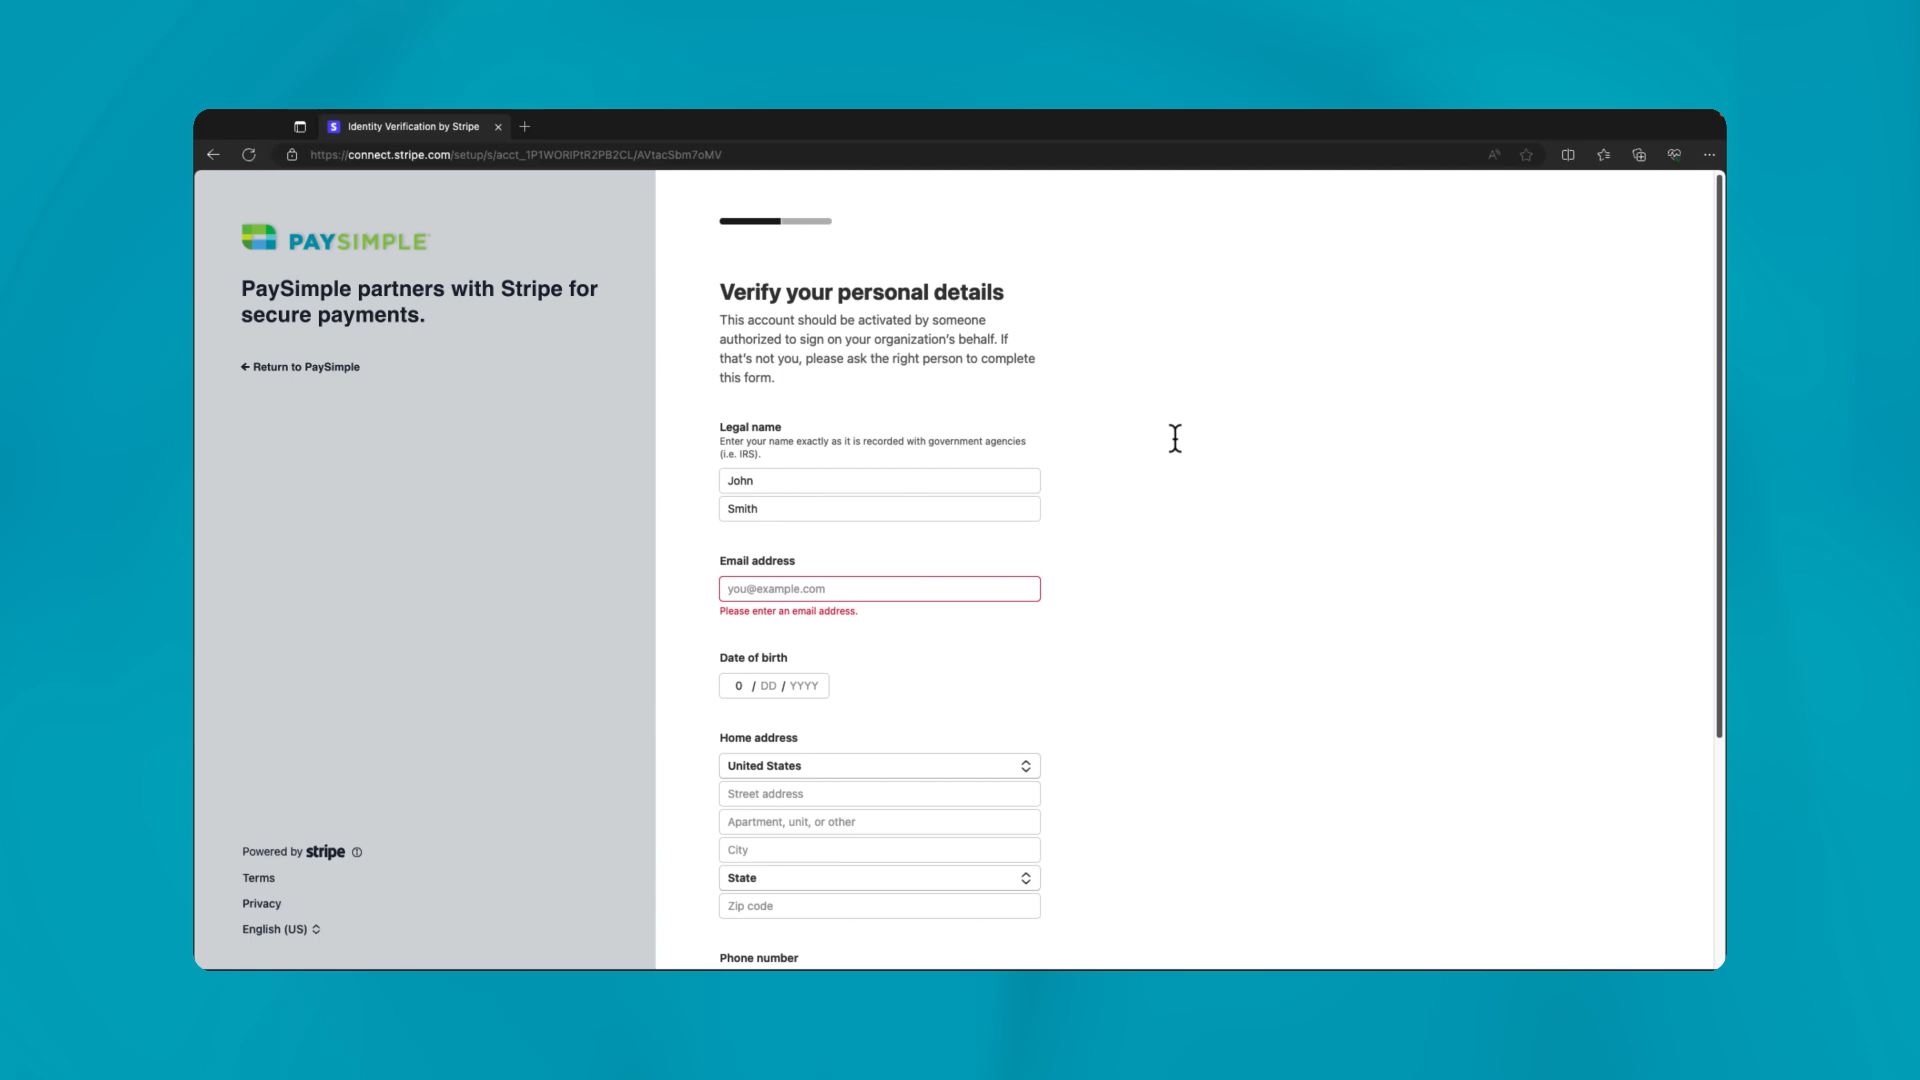 Identity Verification by Stripe
https://connect.stripe.com/setup/s/acct_1P1WORIPtR2PB2CL/AVtacSbm7oMV
PAYSIMPLE
PaySimple partners with Stripe for
secure payments.
Return to PaySimple
Powered by stripe
Terms
Privacy
English (US)
Verify your personal details
This account should be activated by someone
authorized to sign on your organization's behalf. If
that's not you, please ask the right person to complete
this form.
Legal name
Enter your name exactly as it is recorded with government agencies
(i.e. IRS).
John
Smith
Email address
you@example.com
Please enter an email address.
Date of birth
0 / DD / YYYY
Home address
United States
Street address
Apartment, unit, or other
City
State
Zip code
Phone number